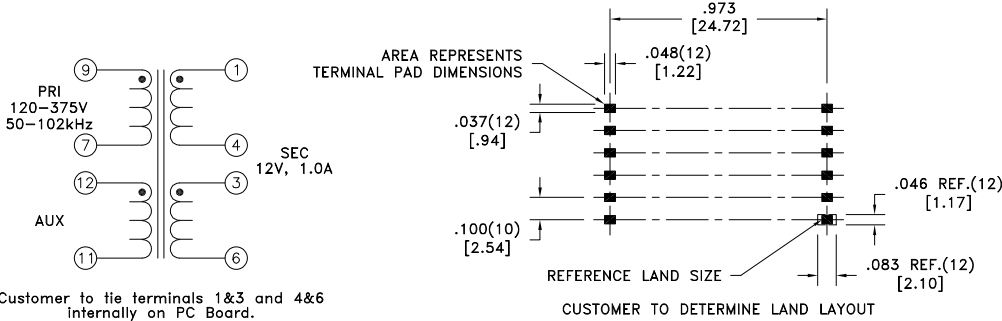 9
1
PRI
120-375V
50-102kHz
7
4
SEC
12V, 1.0A
12
3
AUX
11
6
Customer to tie terminals 1&3 and 4&6
internally on PC Board.
.973
[24.72]
AREA REPRESENTS
TERMINAL PAD DIMENSIONS
.048(12)
[1.22]
.037(12)
[.94]
.100(10)
[2.54]
.046 REF.(12)
[1.17]
REFERENCE LAND SIZE
.083 REF.(12)
[2.10]
CUSTOMER TO DETERMINE LAND LAYOUT